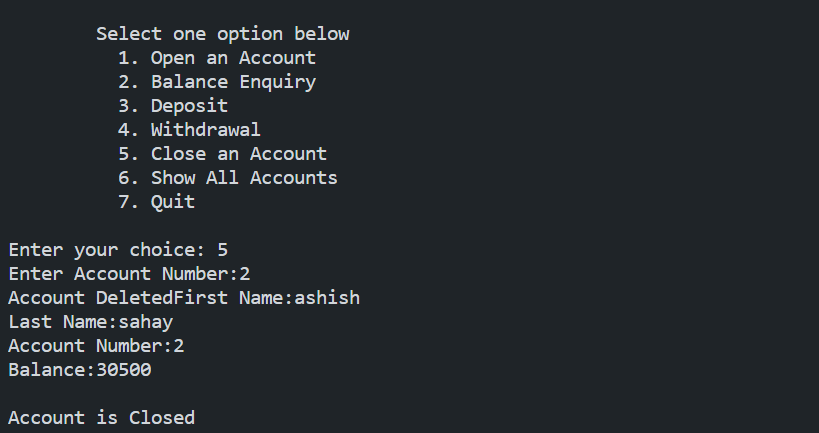 Select one option below
1. Open an Account
2. Balance Enquiry
3. Deposit
4. Withdrawal
5. Close an Account
6. Show All Accounts
7. Quit
Enter your choice: 5
Enter Account Number:2
Account DeletedFirst Name:ashish
Last Name:sahay
Account Number:2
Balance:30500
Account is Closed